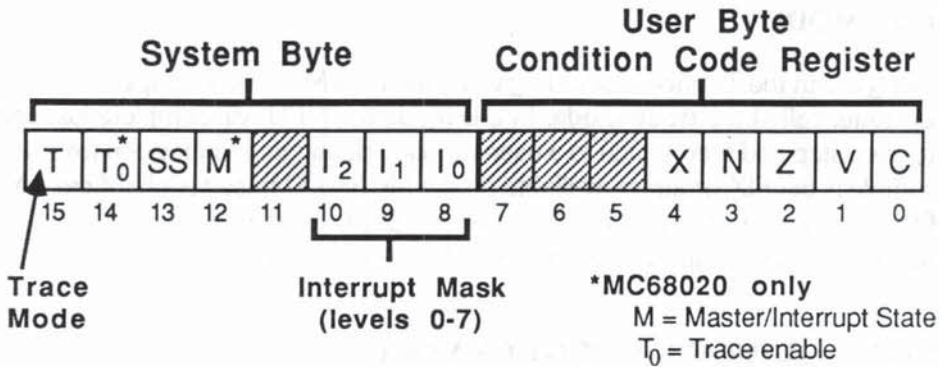 User Byte
System Byte Condition Code Register
T T₀* SS M* I₂ I₁ I₀ X N Z V C
15 14 13 12 11 10 9 8 7 6 5 4 3 2 1 0
Trace
Mode
Interrupt Mask
(levels 0-7)
*MC68020 only
M = Master/Interrupt State
T₀ = Trace enable